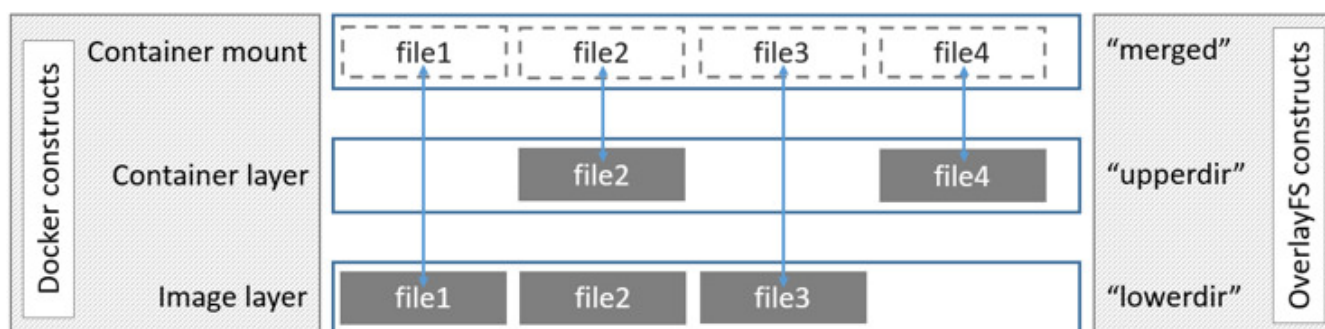 Docker constructs
Container mount
file1 file2 file3 file4
“merged”
Container layer
file2 file4
“upperdir”
Image layer
file1 file2 file3
“lowerdir”
OverlayFS constructs